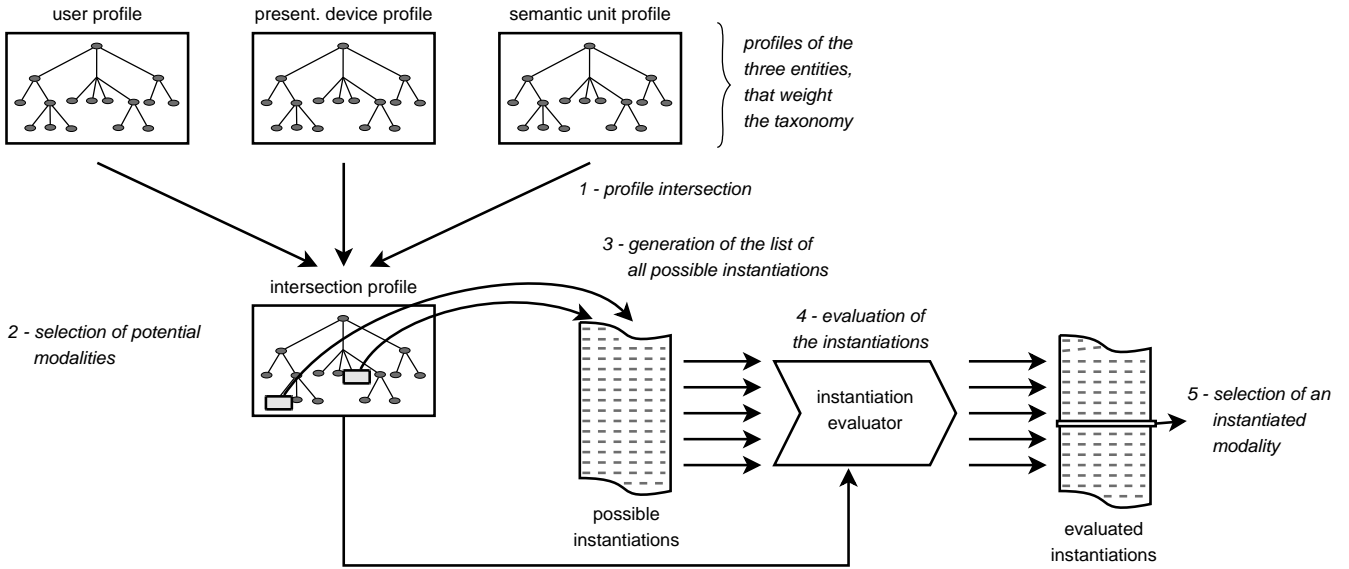 user profile
present. device profile
semantic unit profile
profiles of the
three entities,
that weight
the taxonomy
1 - profile intersection
3 - generation of the list of
all possible instantiations
intersection profile
2 - selection of potential
modalities
4 - evaluation of
the instantiations
instantiation
evaluator
5 - selection of an
instantiated
modality
possible
instantiations
evaluated
instantiations